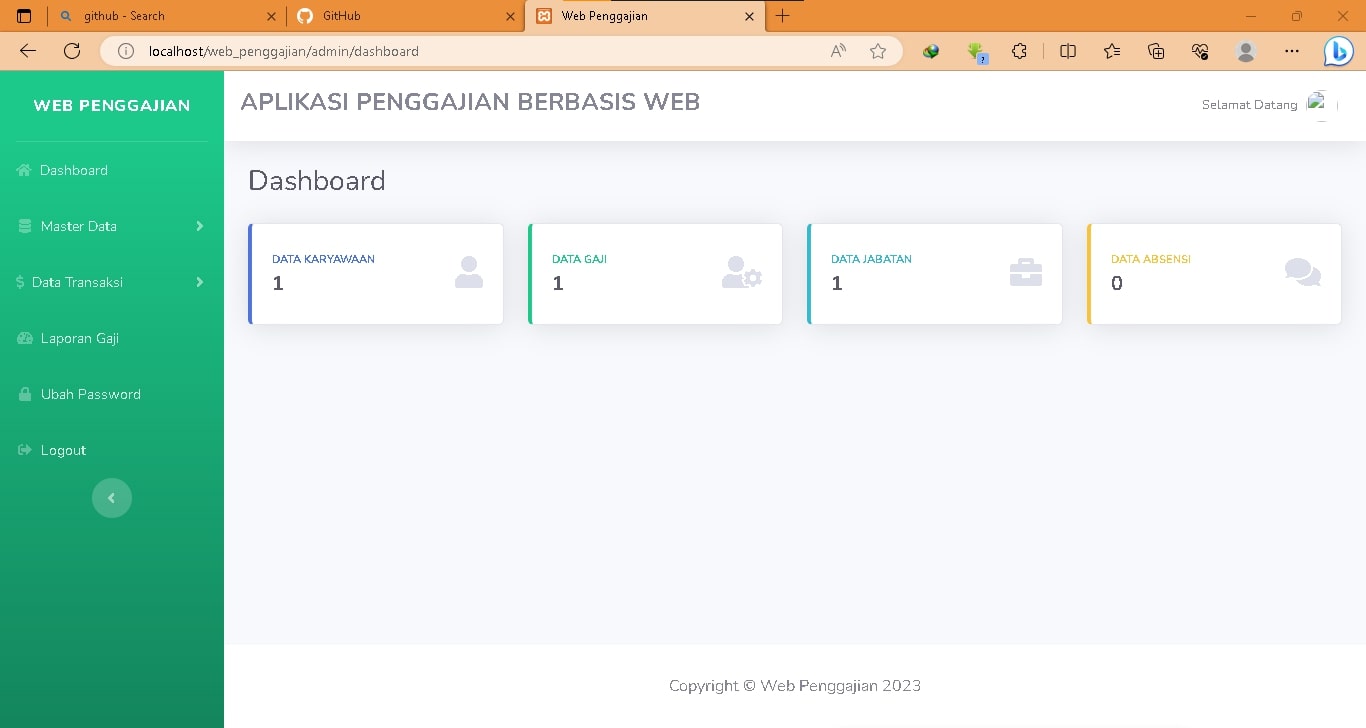 github - Search
GitHub
Web Penggajian
localhost/web_penggajian/admin/dashboard
WEB PENGGAJIAN
APLIKASI PENGGAJIAN BERBASIS WEB
Selamat Datang
Dashboard
Master Data
Data Transaksi
Laporan Gaji
Ubah Password
Logout
Dashboard
DATA KARYAWAAN
1
DATA GAJI
1
DATA JABATAN
1
DATA ABSENSI
0
Copyright © Web Penggajian 2023